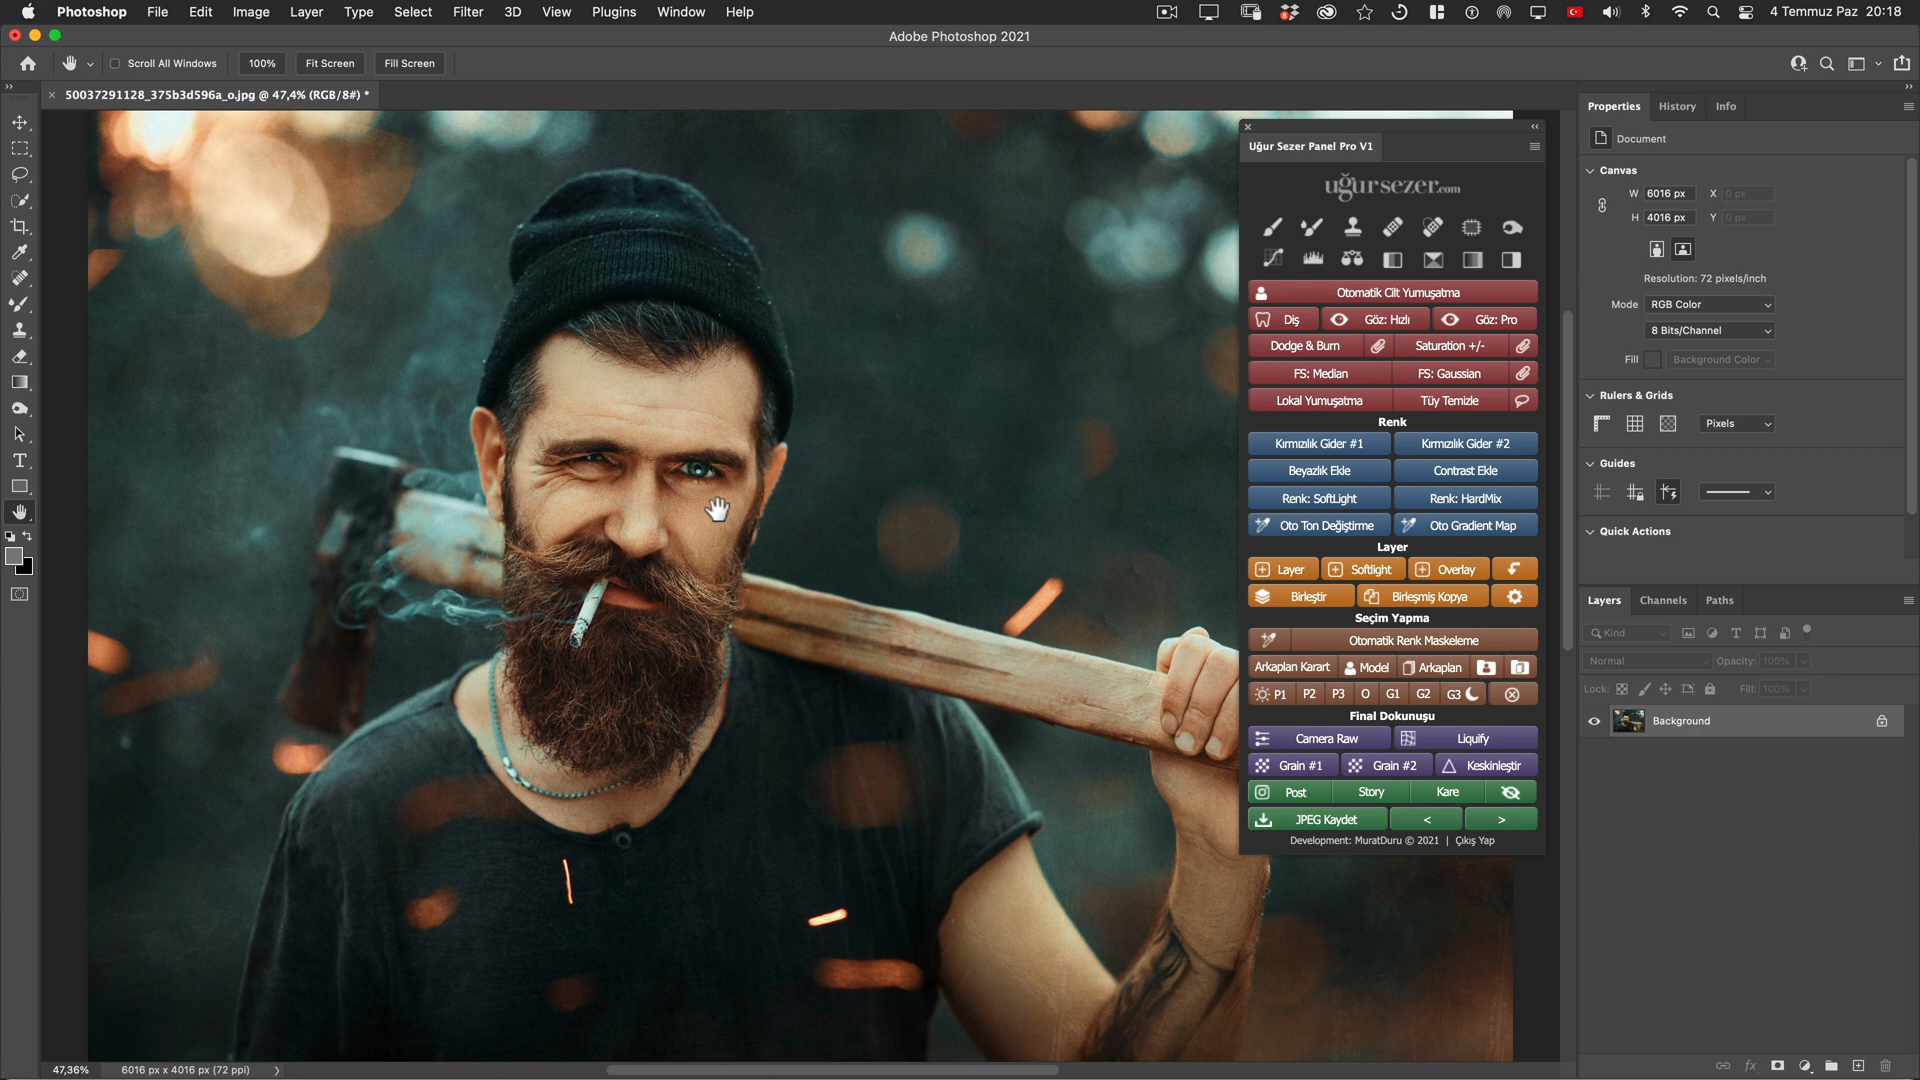 Photoshop File Edit Image Layer Type Select Filter 3D View Plugins Window Help 4 Temmuz Paz 20:18
Adobe Photoshop 2021
Scroll All Windows 100% Fit Screen Fill Screen
50037291128_375b3d596a_o.jpg @ 47,4% (RGB/8#) *
Properties History Info
Document
Canvas
W 6016 px X 0 px
H 4016 px Y 0 px
Resolution: 72 pixels/inch
Mode RGB Color
8 Bits/Channel
Fill Background Color
Rulers & Grids
Pixels
Guides
Quick Actions
Layers Channels Paths
Kind
Normal Opacity: 100%
Lock: Fill: 100%
Background
Uğur Sezer Panel Pro V1
uğursezer.com
Otomatik Cilt Yumuşatma
Diş Göz: Hızlı Göz: Pro
Dodge & Burn Saturation +/-
FS: Median FS: Gaussian
Lokal Yumuşatma Tüy Temizle
Renk
Kırmızılık Gider #1 Kırmızılık Gider #2
Beyazlık Ekle Contrast Ekle
Renk: SoftLight Renk: HardMix
Oto Ton Değiştirme Oto Gradient Map
Layer
Layer Softlight Overlay
Birleştir Birleşmiş Kopya
Seçim Yapma
Otomatik Renk Maskeleme
Arkaplan Karart Model Arkaplan
P1 P2 P3 O G1 G2 G3
Final Dokunuşu
Camera Raw Liquify
Grain #1 Grain #2 Keskinleştir
Post Story Kare
JPEG Kaydet < >
Development: MuratDuru © 2021 | Çıkış Yap
47,36% 6016 px x 4016 px (72 ppi)